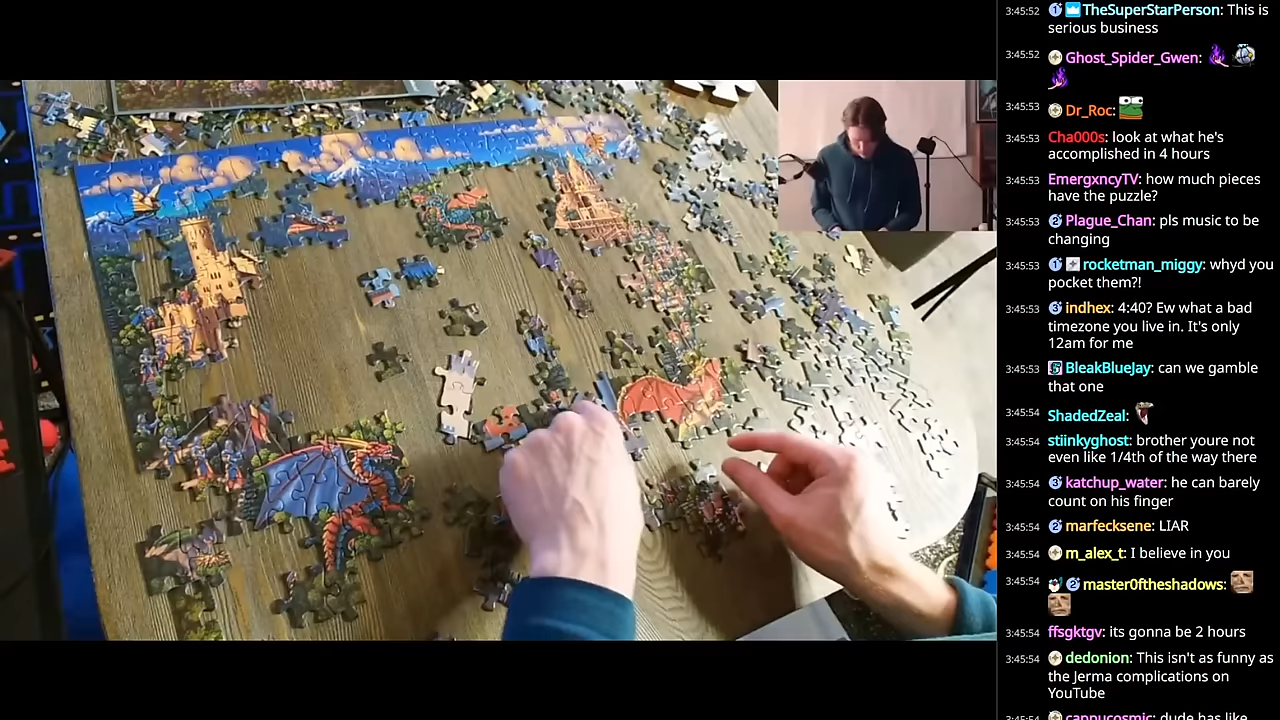 3:45:52 TheSuperStarPerson: This is
serious business
3:45:52 Ghost_Spider_Gwen:
3:45:53 Dr_Roc:
3:45:53 Cha000s: look at what he's
accomplished in 4 hours
3:45:53 EmergxncyTV: how much pieces
have the puzzle?
3:45:53 Plague_Chan: pls music to be
changing
3:45:53 rocketman_miggy: whyd you
pocket them?!
3:45:53 indhex: 4:40? Ew what a bad
timezone you live in. It's only
12am for me
3:45:53 BleakBlueJay: can we gamble
that one
3:45:54 ShadedZeal:
3:45:54 stiinkyghost: brother youre not
even like 1/4th of the way there
3:45:54 katchup_water: he can barely
count on his finger
3:45:54 marfecksene: LIAR
3:45:54 m_alex_t: I believe in you
3:45:54 master0ftheshadows:
3:45:54 ffsgktgv: its gonna be 2 hours
3:45:54 dedonion: This isn't as funny as
the Jerma complications on
YouTube
3:45:54 cappucosmic: dude has like